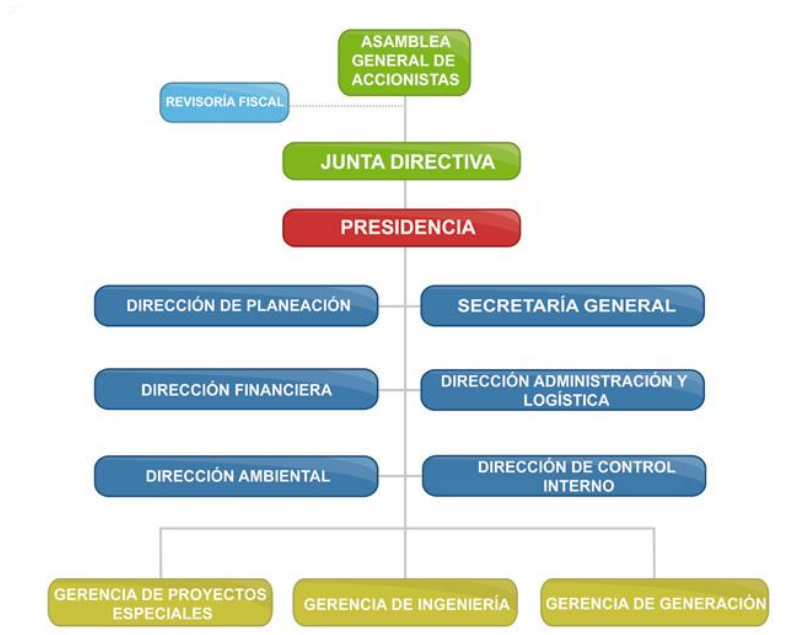 ASAMBLEA
GENERAL DE
ACCIONISTAS
REVISORÍA FISCAL
JUNTA DIRECTIVA
PRESIDENCIA
DIRECCIÓN DE PLANEACIÓN
SECRETARÍA GENERAL
DIRECCIÓN FINANCIERA
DIRECCIÓN ADMINISTRACIÓN Y
LOGÍSTICA
DIRECCIÓN AMBIENTAL
DIRECCIÓN DE CONTROL
INTERNO
GERENCIA DE PROYECTOS
ESPECIALES
GERENCIA DE INGENIERÍA
GERENCIA DE GENERACIÒN